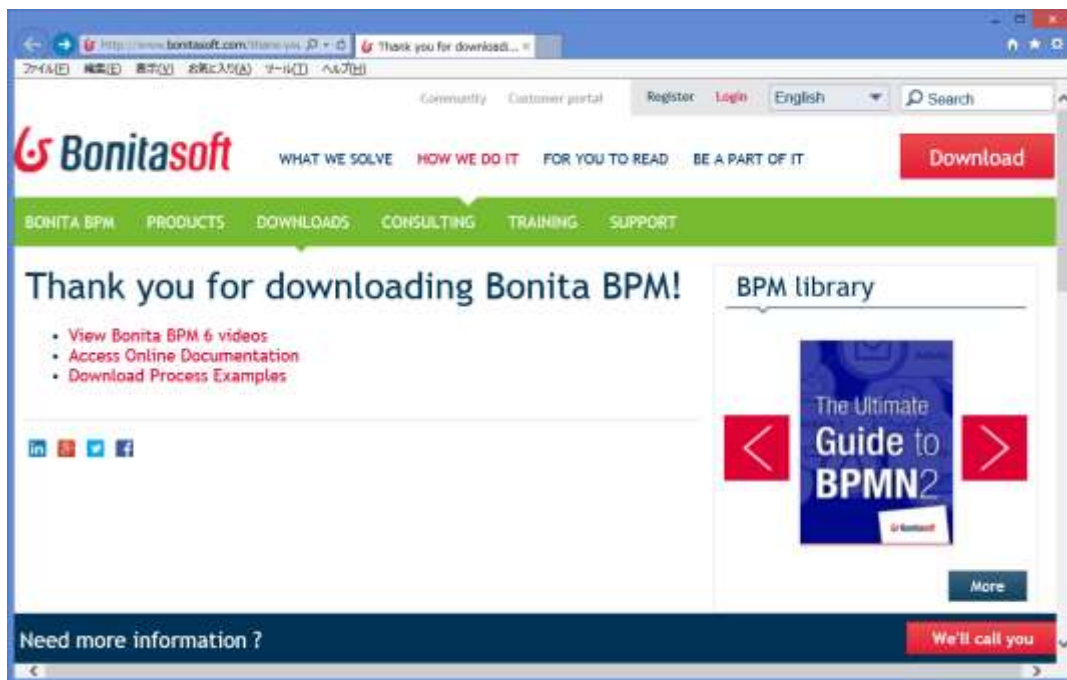 http://www.bonitasoft.com/thank-you
Thank you for downloadi...
ファイル(F) 編集(E) 表示(V) お気に入り(A) ツール(T) ヘルプ(H)
Community Customer portal Register Login English Search
Bonitasoft
WHAT WE SOLVE HOW WE DO IT FOR YOU TO READ BE A PART OF IT Download
BONITA BPM PRODUCTS DOWNLOADS CONSULTING TRAINING SUPPORT
Thank you for downloading Bonita BPM!
• View Bonita BPM 6 videos
• Access Online Documentation
• Download Process Examples
BPM library
The Ultimate
Guide to
BPMN2
Bonitasoft
More
Need more information ?
We'll call you